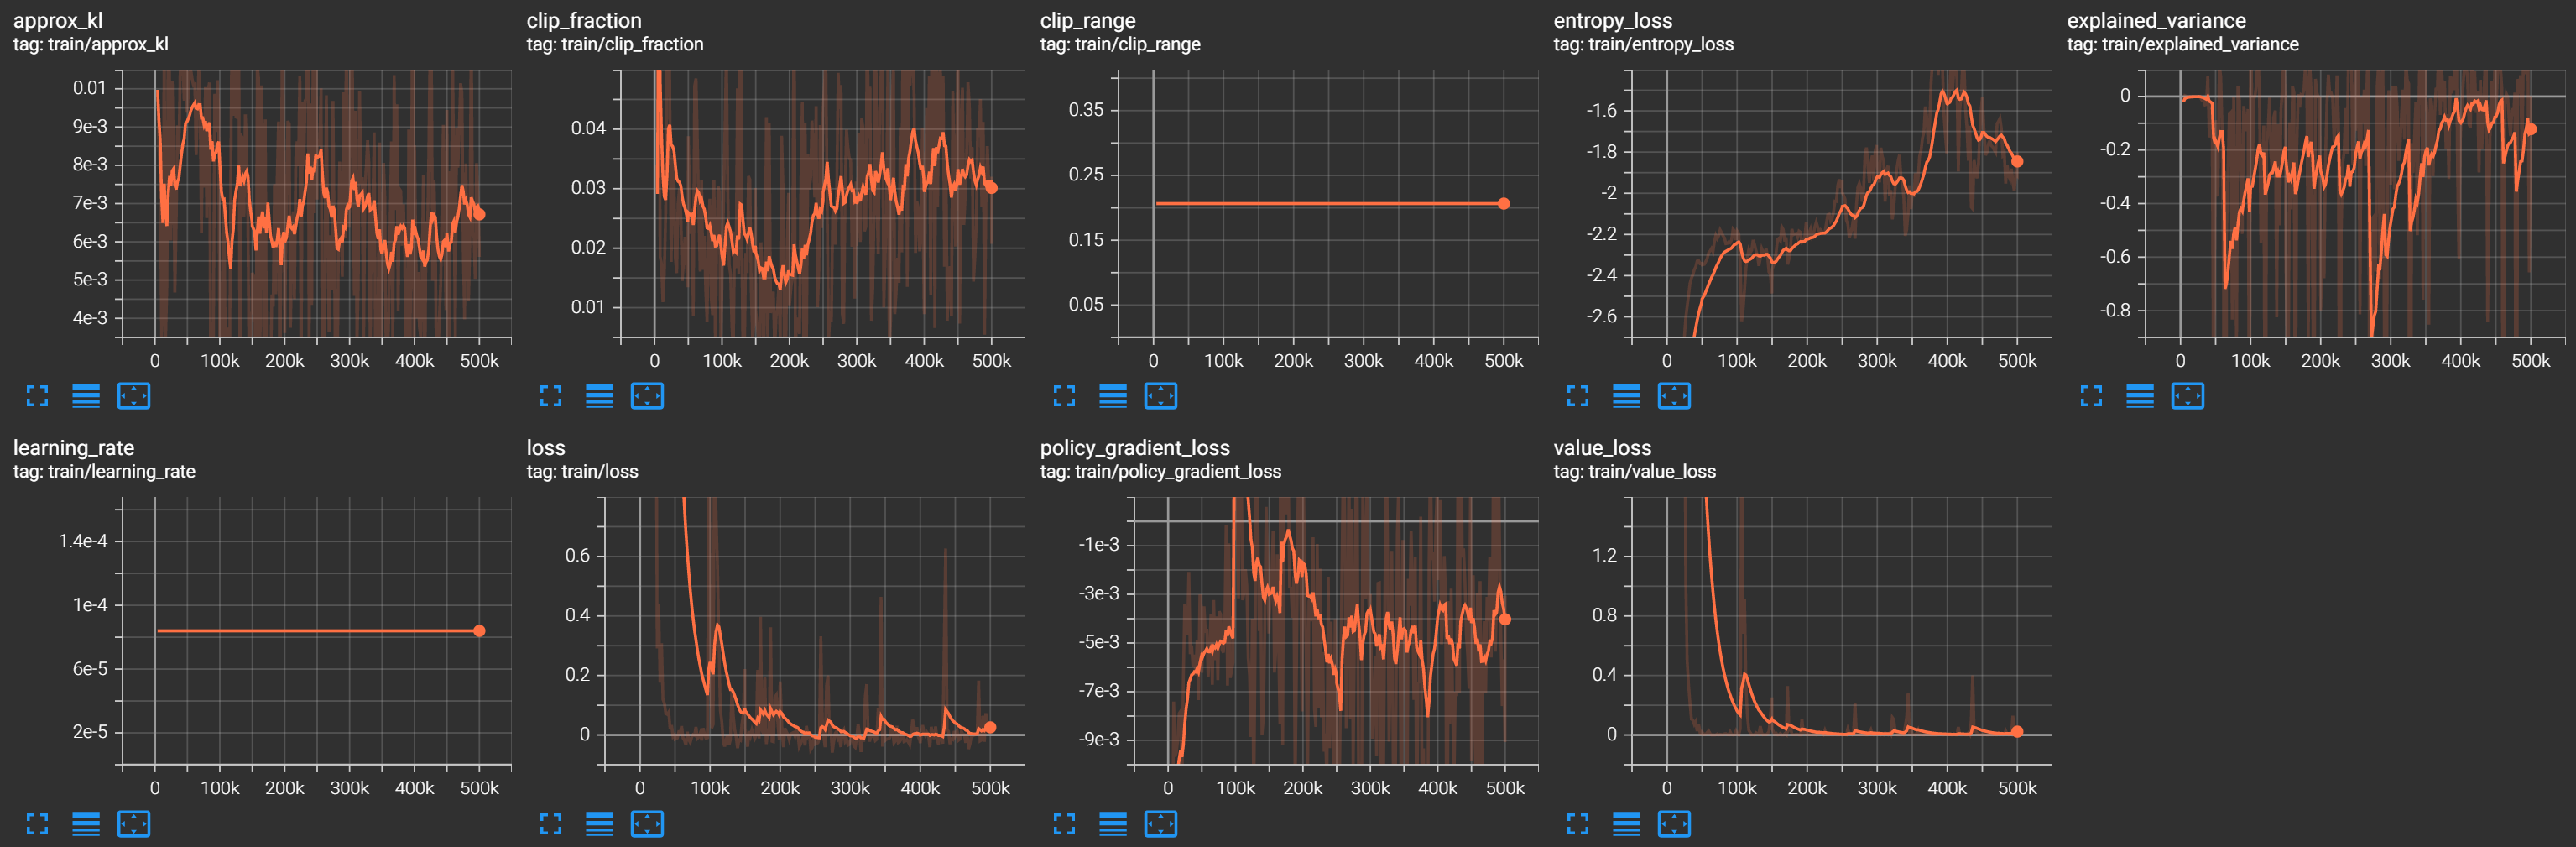 approx_kl
tag: train/approx_kl
0.01
9e-3
8e-3
7e-3
6e-3
5e-3
4e-3
0 100k 200k 300k 400k 500k
clip_fraction
tag: train/clip_fraction
0.04
0.03
0.02
0.01
0 100k 200k 300k 400k 500k
clip_range
tag: train/clip_range
0.35
0.25
0.15
0.05
0 100k 200k 300k 400k 500k
entropy_loss
tag: train/entropy_loss
-1.6
-1.8
-2
-2.2
-2.4
-2.6
0 100k 200k 300k 400k 500k
explained_variance
tag: train/explained_variance
0
-0.2
-0.4
-0.6
-0.8
0 100k 200k 300k 400k 500k
learning_rate
tag: train/learning_rate
1.4e-4
1e-4
6e-5
2e-5
0 100k 200k 300k 400k 500k
loss
tag: train/loss
0.6
0.4
0.2
0
0 100k 200k 300k 400k 500k
policy_gradient_loss
tag: train/policy_gradient_loss
-1e-3
-3e-3
-5e-3
-7e-3
-9e-3
0 100k 200k 300k 400k 500k
value_loss
tag: train/value_loss
1.2
0.8
0.4
0
0 100k 200k 300k 400k 500k